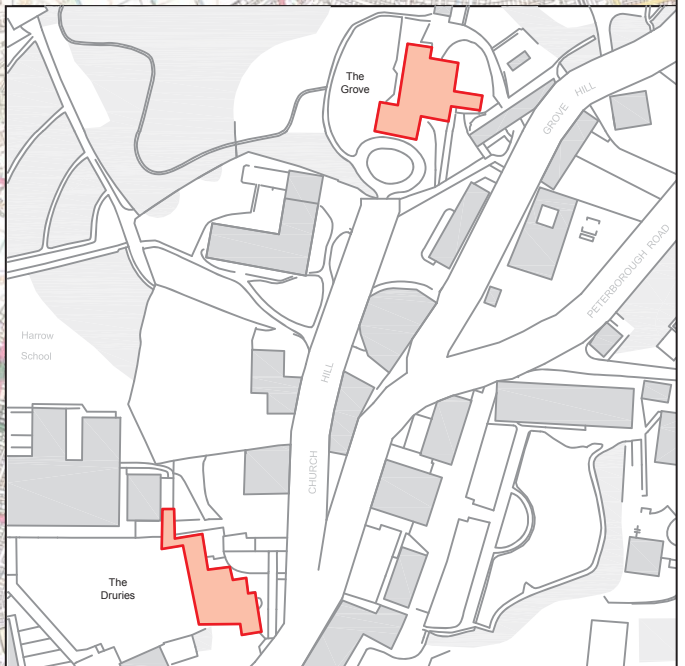 The
Grove
GROVE HILL
PETERBOROUGH ROAD
Harrow
School
CHURCH HILL
The
Druries